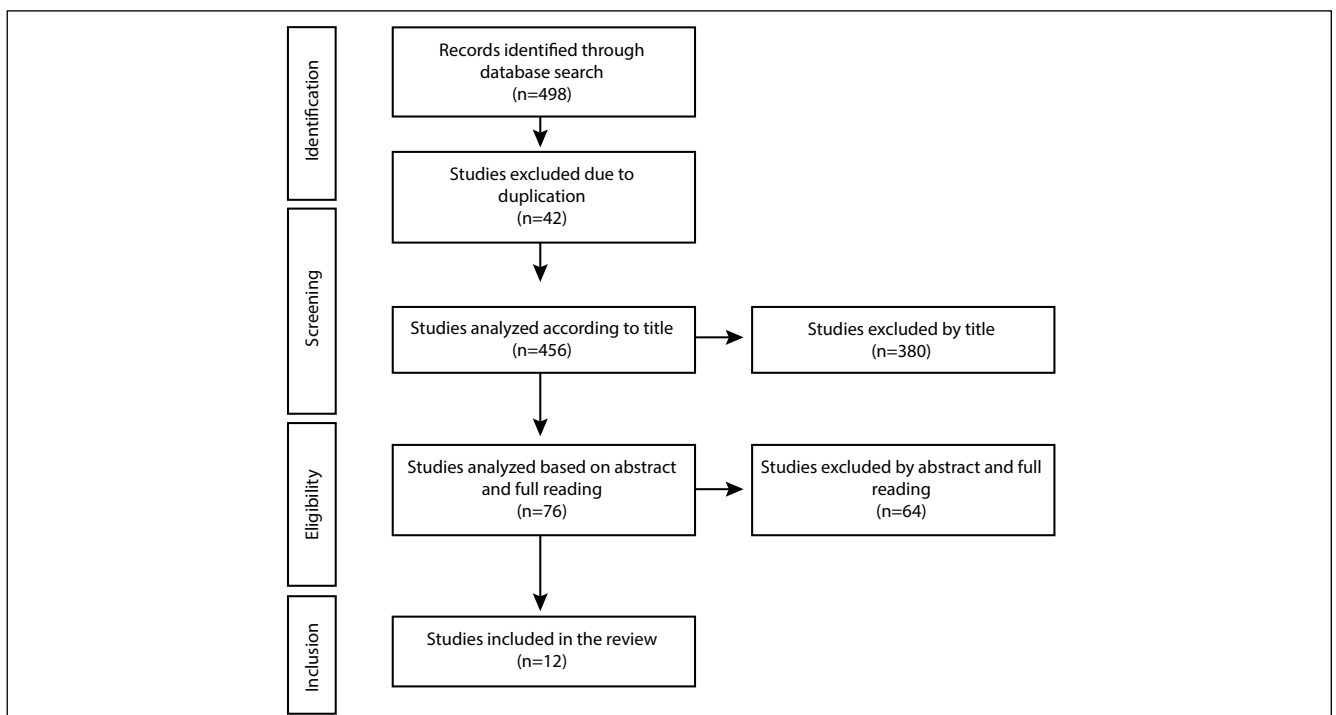 Identification
Records identified through
database search
(n=498)
Studies excluded due to
duplication
(n=42)
Screening
Studies analyzed according to title
(n=456)
Studies excluded by title
(n=380)
Eligibility
Studies analyzed based on abstract
and full reading
(n=76)
Studies excluded by abstract and full
reading
(n=64)
Inclusion
Studies included in the review
(n=12)